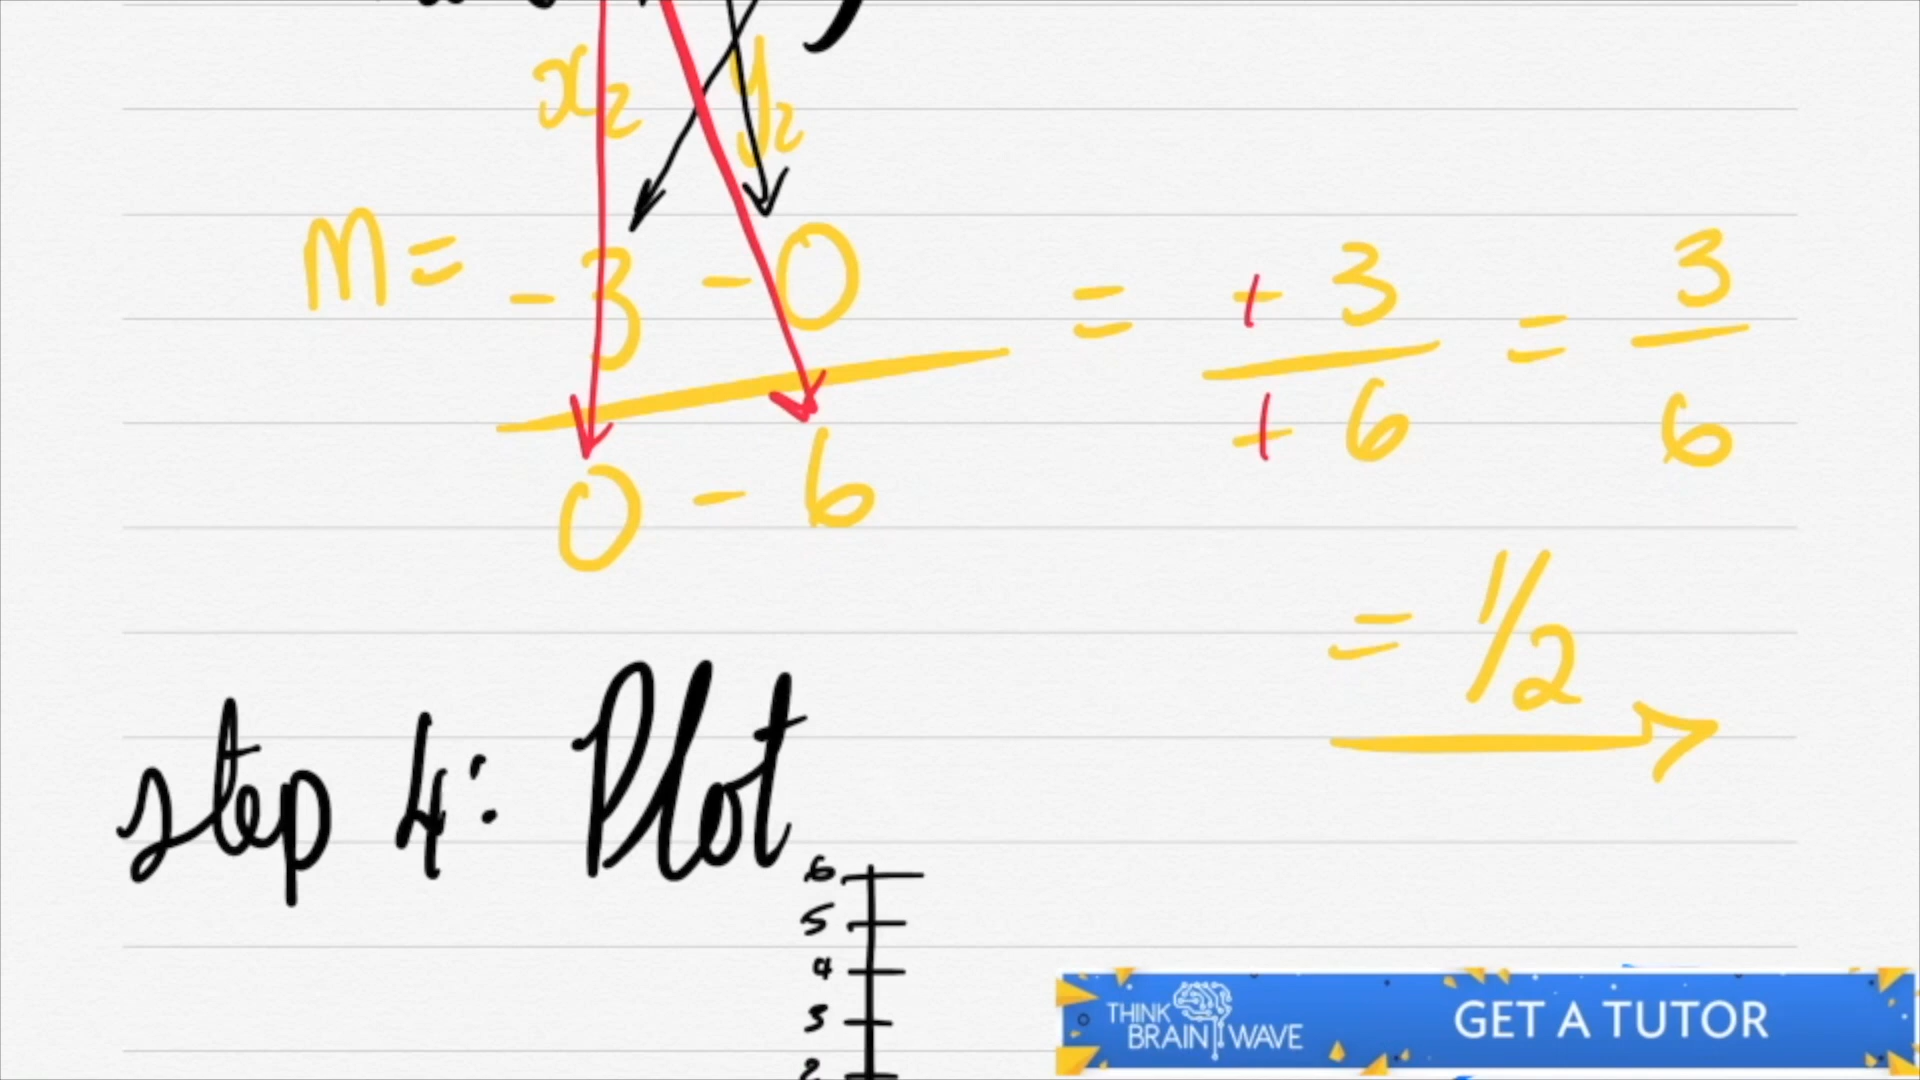 x₂ y₂
m = -3 - 0 / 0 - 6 = + 3 / + 6 = 3 / 6
= 1/2
step 4: Plot
6
5
4
3
2
THINK BRAIN WAVE
GET A TUTOR